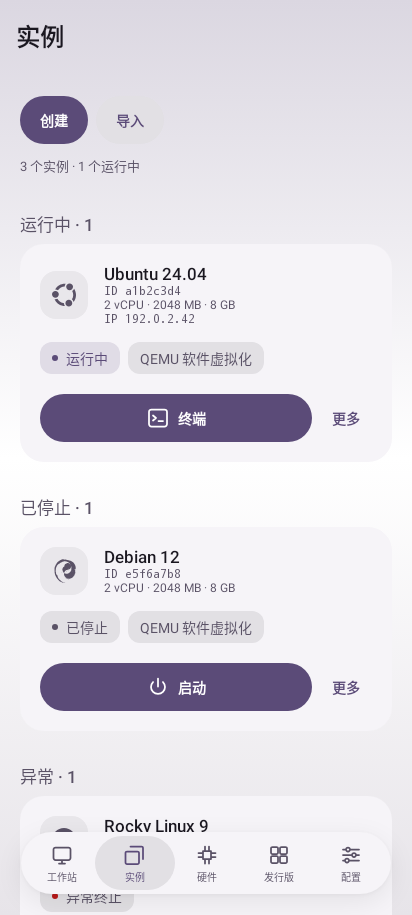 实例
创建
导入
3 个实例 · 1 个运行中
运行中 · 1
Ubuntu 24.04
ID a1b2c3d4
2 vCPU · 2048 MB · 8 GB
IP 192.0.2.42
运行中
QEMU 软件虚拟化
终端
更多
已停止 · 1
Debian 12
ID e5f6a7b8
2 vCPU · 2048 MB · 8 GB
已停止
QEMU 软件虚拟化
启动
更多
异常 · 1
Rocky Linux 9
异常终止
工作站
实例
硬件
发行版
配置